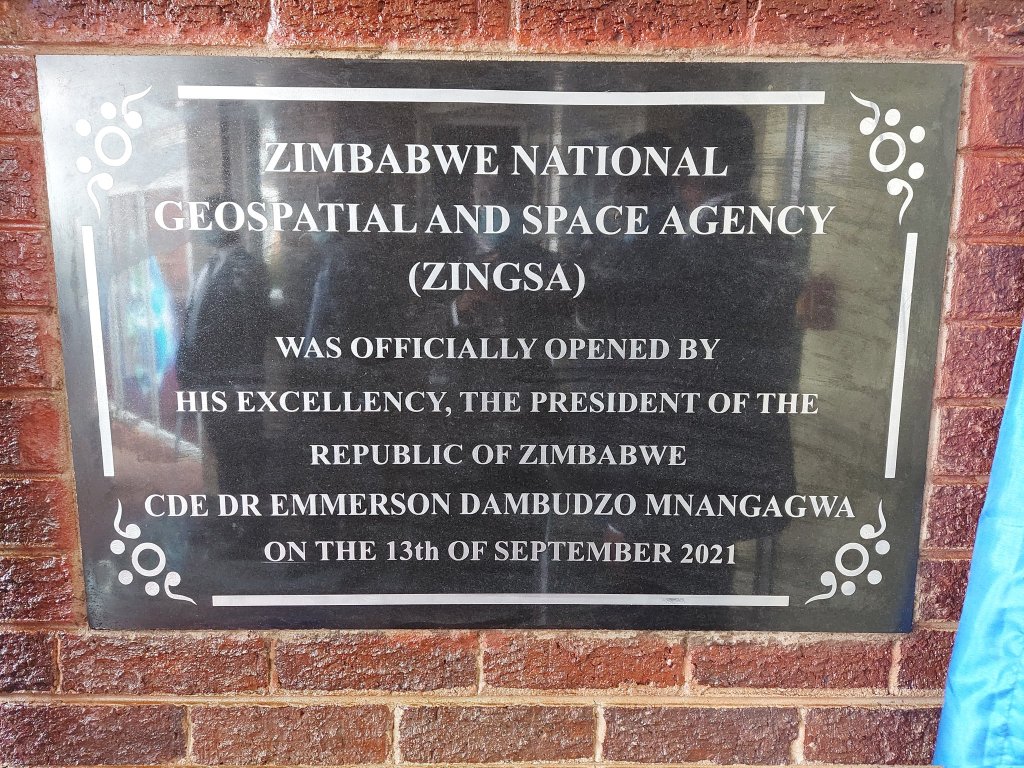 ZIMBABWE NATIONAL
GEOSPATIAL AND SPACE AGENCY
(ZINGSA)
WAS OFFICIALLY OPENED BY
HIS EXCELLENCY, THE PRESIDENT OF THE
REPUBLIC OF ZIMBABWE
CDE DR EMMERSON DAMBUDZO MNANGAGWA
ON THE 13th OF SEPTEMBER 2021